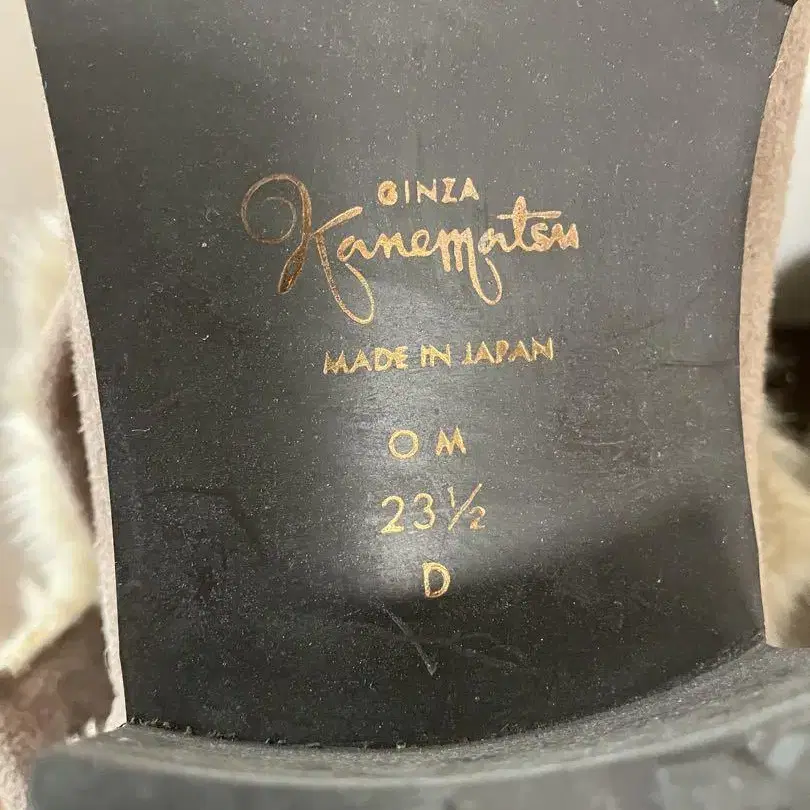 GINZA
Kanematsu
MADE IN JAPAN
O M
23½
D